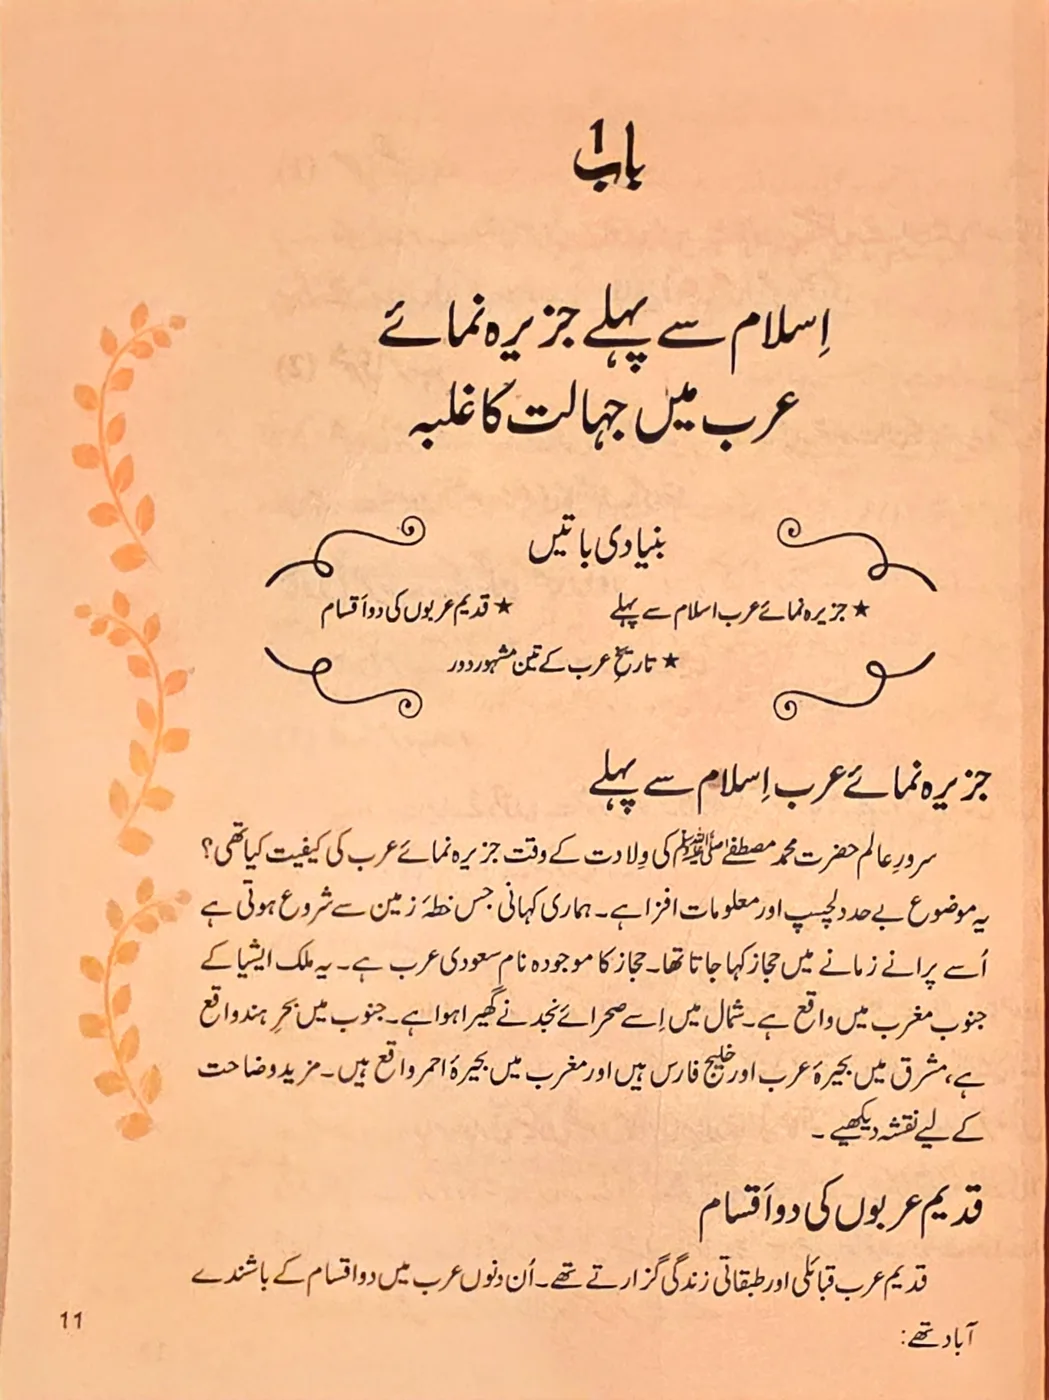 باب 1
اِسلام سے پہلے جزیرہ نمائے
عرب میں جہالت کا غلبہ
بنیادی باتیں
★ جزیرہ نمائے عرب اسلام سے پہلے ★ قدیم عربوں کی دو اَقسام
★ تاریخِ عرب کے تین مشہور دور
جزیرہ نمائے عرب اِسلام سے پہلے
سرورِ عالم حضرت محمد مصطفےٰ ﷺ کی وِلادت کے وقت جزیرہ نمائے عرب کی کیفیت کیا تھی؟
یہ موضوع بے حد دلچسپ اور معلومات افزا ہے۔ ہماری کہانی جس خطۂ زمین سے شروع ہوتی ہے
اُسے پرانے زمانے میں حجاز کہا جاتا تھا۔ حجاز کا موجودہ نام سعودی عرب ہے۔ یہ ملک ایشیا کے
جنوب مغرب میں واقع ہے۔ شمال میں اِسے صحرائے نجد نے گھیرا ہوا ہے۔ جنوب میں بحرِ ہند واقع
ہے، مشرق میں بحیرۂ عرب اور خلیج فارس ہیں اور مغرب میں بحیرۂ احمر واقع ہیں۔ مزید وضاحت
کے لیے نقشہ دیکھیے ۔
قدیم عربوں کی دو اَقسام
قدیم عرب قبائلی اور طبقاتی زندگی گزارتے تھے۔ اُن دنوں عرب میں دو اقسام کے باشندے
آباد تھے:
11